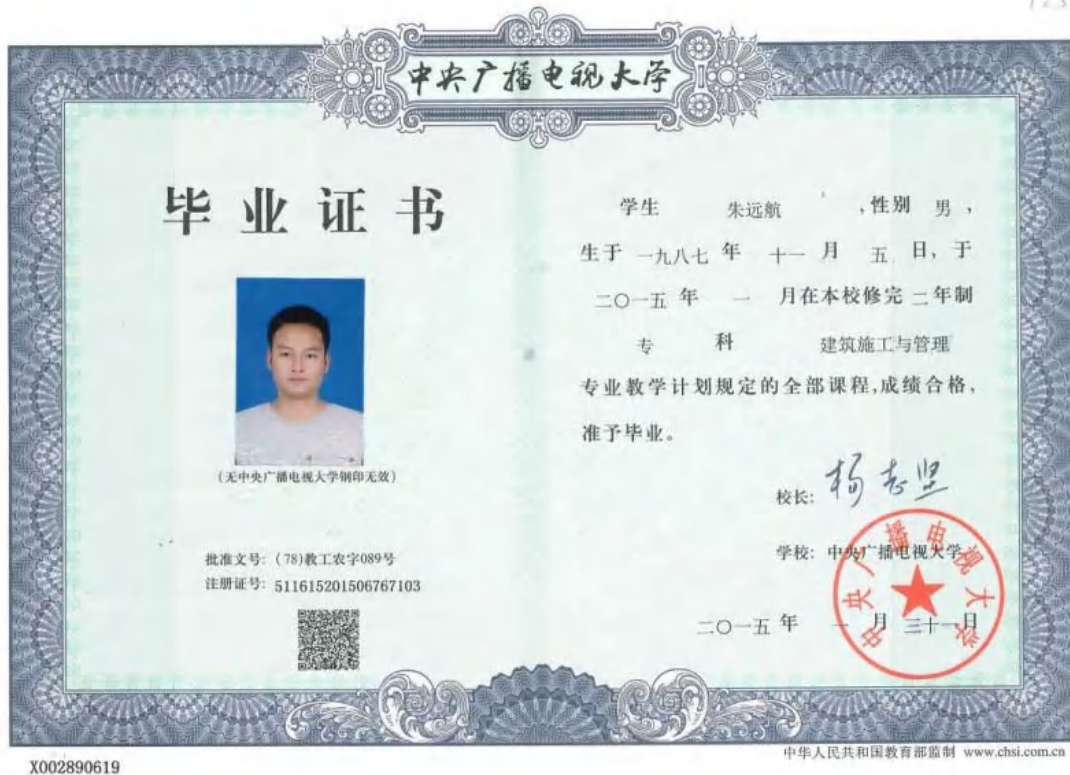 中央广播电视大学
毕业证书
(无中央广播电视大学钢印无效)
批准文号: (78)教工农字089号
注册证号: 511615201506767103
学生 朱远航 ,性别 男 ,
生于 一九八七 年 十一 月 五 日, 于
二〇一五 年 一 月在本校修完 二 年制
专 科 建筑施工与管理
专业教学计划规定的全部课程,成绩合格,
准予毕业。
校长: 杨志坚
学校: 中央广播电视大学
中央广播电视大学
二〇一五 年 一 月 三十一日
中华人民共和国教育部监制 www.chsi.com.cn
X002890619